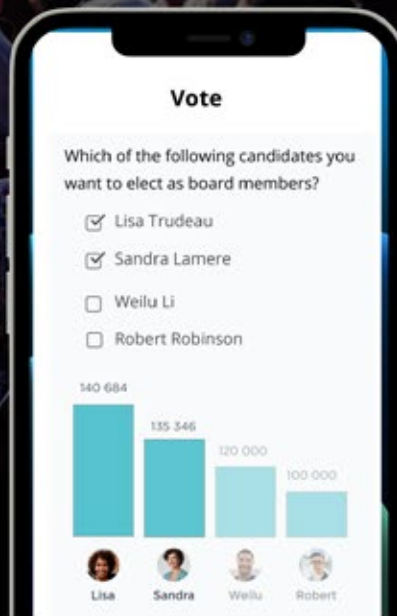 Vote
Which of the following candidates you
want to elect as board members?
Lisa Trudeau
Sandra Lamere
Weilu Li
Robert Robinson
140 684
135 346
120 000
100 000
Lisa
Sandra
Weilu
Robert